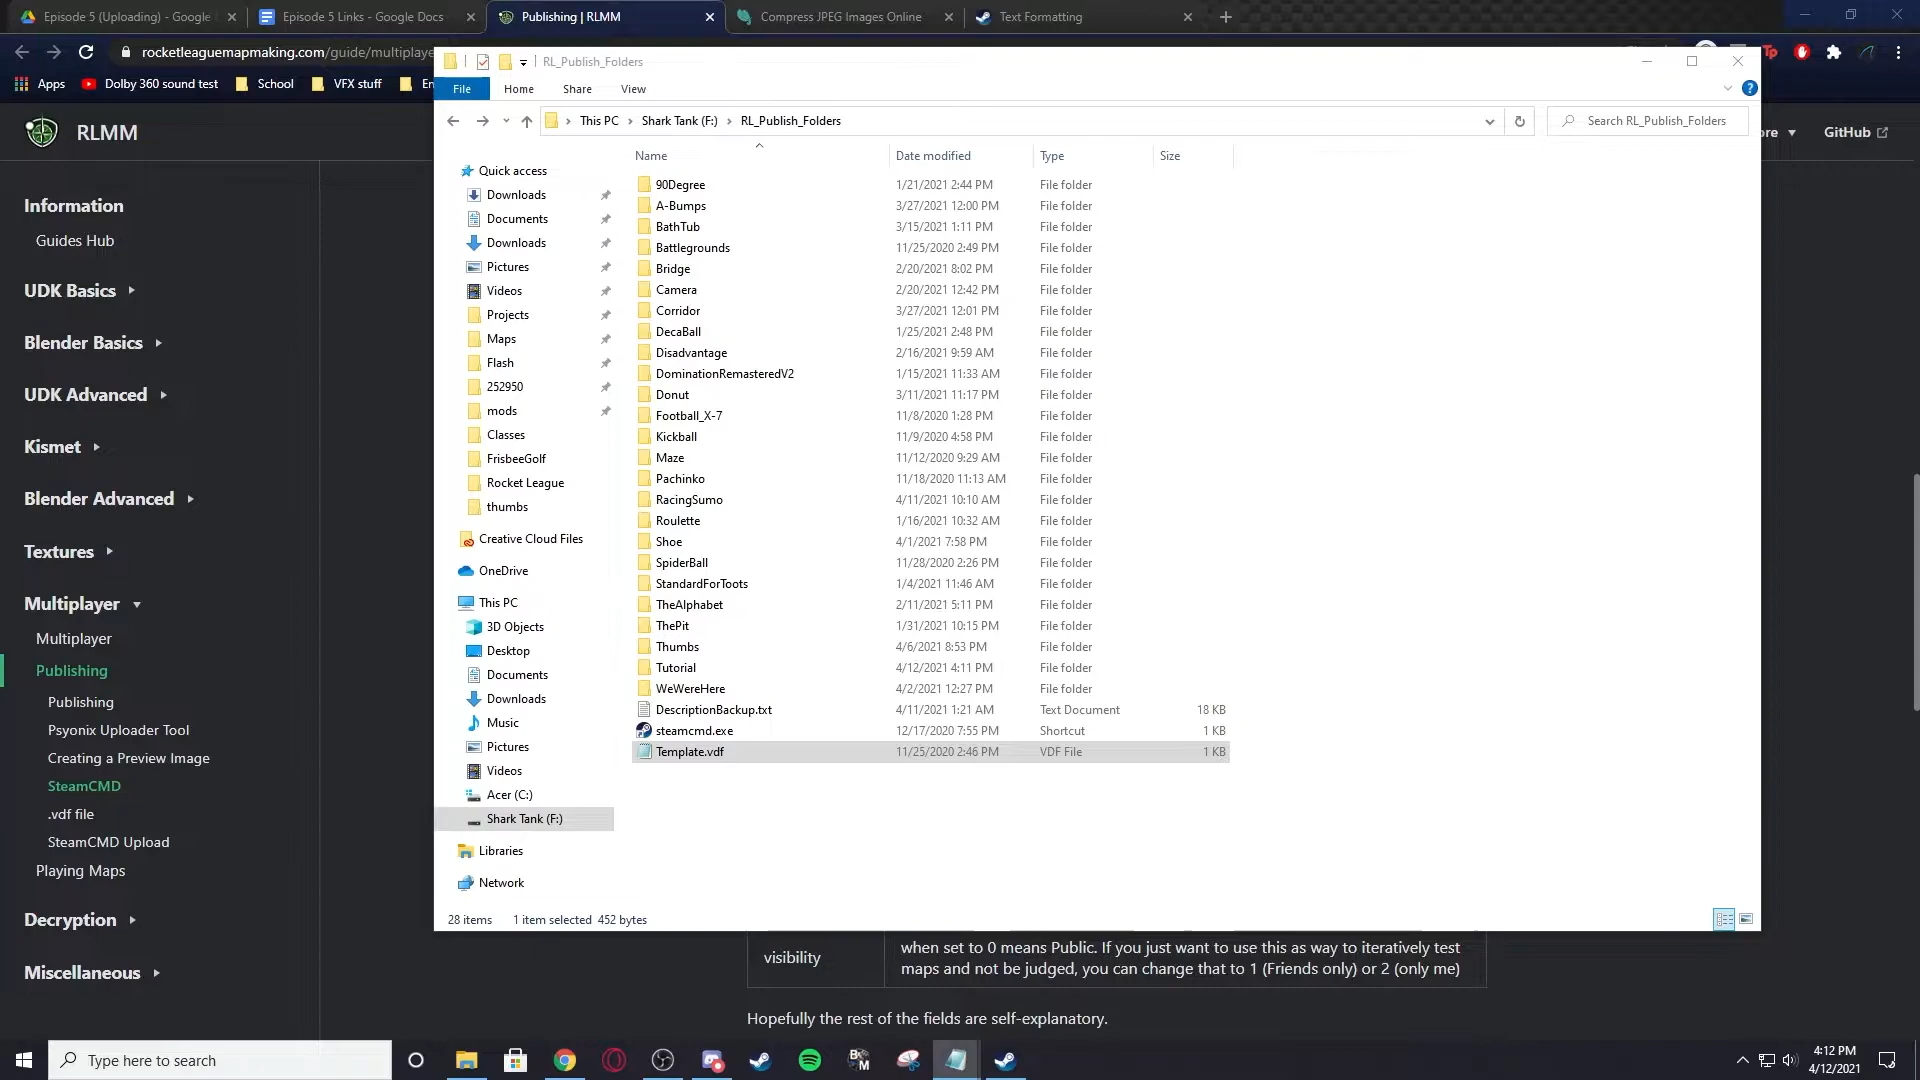 Episode 5 (Uploading) - Google
Episode 5 Links - Google Docs
Publishing | RLMM
Compress JPEG Images Online
Text Formatting
rocketleaguemapmaking.com/guide/multiplaye
Apps
Dolby 360 sound test
School
VFX stuff
RLMM
GitHub
Information
Guides Hub
UDK Basics
Blender Basics
UDK Advanced
Kismet
Blender Advanced
Textures
Multiplayer
Multiplayer
Publishing
Publishing
Psyonix Uploader Tool
Creating a Preview Image
SteamCMD
.vdf file
SteamCMD Upload
Playing Maps
Decryption
Miscellaneous
RL_Publish_Folders
File Home Share View
This PC Shark Tank (F:) RL_Publish_Folders
Search RL_Publish_Folders
Quick access
Downloads
Documents
Downloads
Pictures
Videos
Projects
Maps
Flash
252950
mods
Classes
FrisbeeGolf
Rocket League
thumbs
Creative Cloud Files
OneDrive
This PC
3D Objects
Desktop
Documents
Downloads
Music
Pictures
Videos
Acer (C:)
Shark Tank (F:)
Libraries
Network
Name Date modified Type Size
90Degree 1/21/2021 2:44 PM File folder
A-Bumps 3/27/2021 12:00 PM File folder
BathTub 3/15/2021 1:11 PM File folder
Battlegrounds 11/25/2020 2:49 PM File folder
Bridge 2/20/2021 8:02 PM File folder
Camera 2/20/2021 12:42 PM File folder
Corridor 3/27/2021 12:01 PM File folder
DecaBall 1/25/2021 2:48 PM File folder
Disadvantage 2/16/2021 9:59 AM File folder
DominationRemasteredV2 1/15/2021 11:33 AM File folder
Donut 3/11/2021 11:17 PM File folder
Football_X-7 11/8/2020 1:28 PM File folder
Kickball 11/9/2020 4:58 PM File folder
Maze 11/12/2020 9:29 AM File folder
Pachinko 11/18/2020 11:13 AM File folder
RacingSumo 4/11/2021 10:10 AM File folder
Roulette 1/16/2021 10:32 AM File folder
Shoe 4/1/2021 7:58 PM File folder
SpiderBall 11/28/2020 2:26 PM File folder
StandardForToots 1/4/2021 11:46 AM File folder
TheAlphabet 2/11/2021 5:11 PM File folder
ThePit 1/31/2021 10:15 PM File folder
Thumbs 4/6/2021 8:53 PM File folder
Tutorial 4/12/2021 4:11 PM File folder
WeWereHere 4/2/2021 12:27 PM File folder
DescriptionBackup.txt 4/11/2021 1:21 AM Text Document 18 KB
steamcmd.exe 12/17/2020 7:55 PM Shortcut 1 KB
Template.vdf 11/25/2020 2:46 PM VDF File 1 KB
28 items 1 item selected 452 bytes
visibility
when set to 0 means Public. If you just want to use this as way to iteratively test
maps and not be judged, you can change that to 1 (Friends only) or 2 (only me)
Hopefully the rest of the fields are self-explanatory.
Type here to search
4:12 PM
4/12/2021